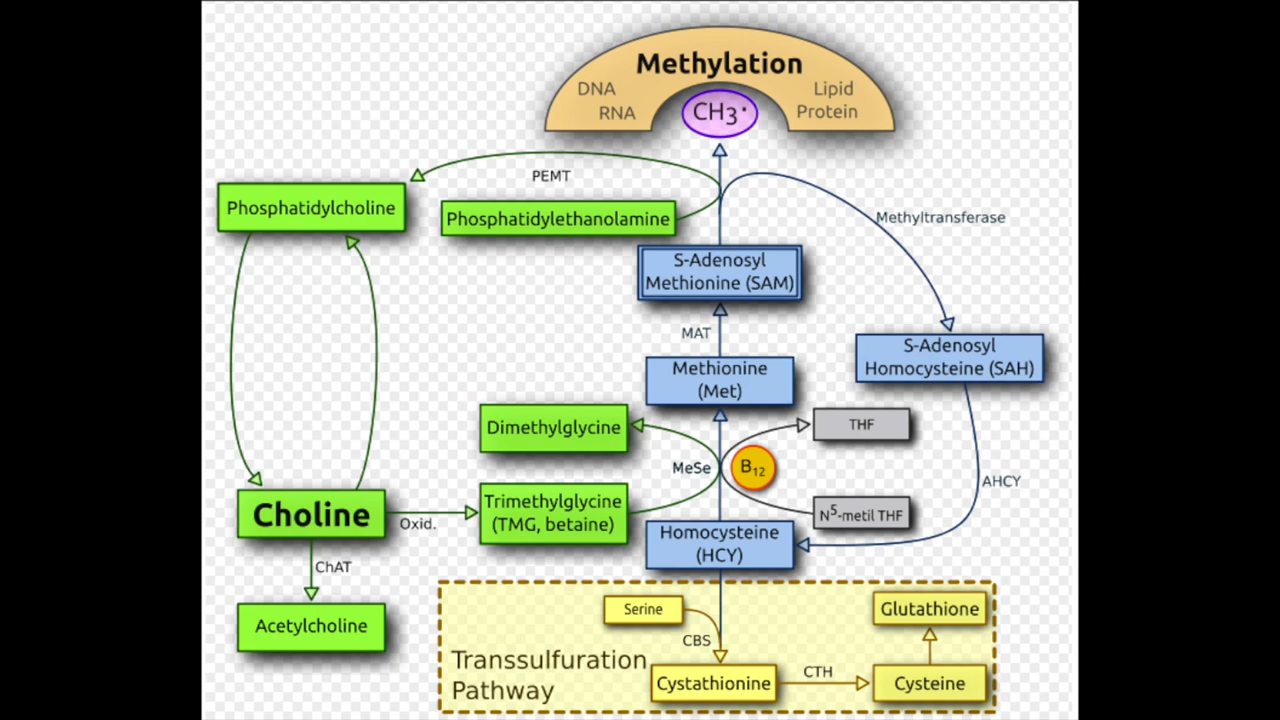 Methylation
DNA
RNA
Lipid
Protein
CH3•
PEMT
Phosphatidylcholine
Phosphatidylethanolamine
Methyltransferase
S-Adenosyl
Methionine (SAM)
MAT
S-Adenosyl
Homocysteine (SAH)
Methionine
(Met)
Dimethylglycine
THF
MeSe
B12
AHCY
Trimethylglycine
(TMG, betaine)
N5-metil THF
Choline
Oxid.
Homocysteine
(HCY)
ChAT
Acetylcholine
Serine
CBS
Glutathione
Transsulfuration
Pathway
Cystathionine
CTH
Cysteine